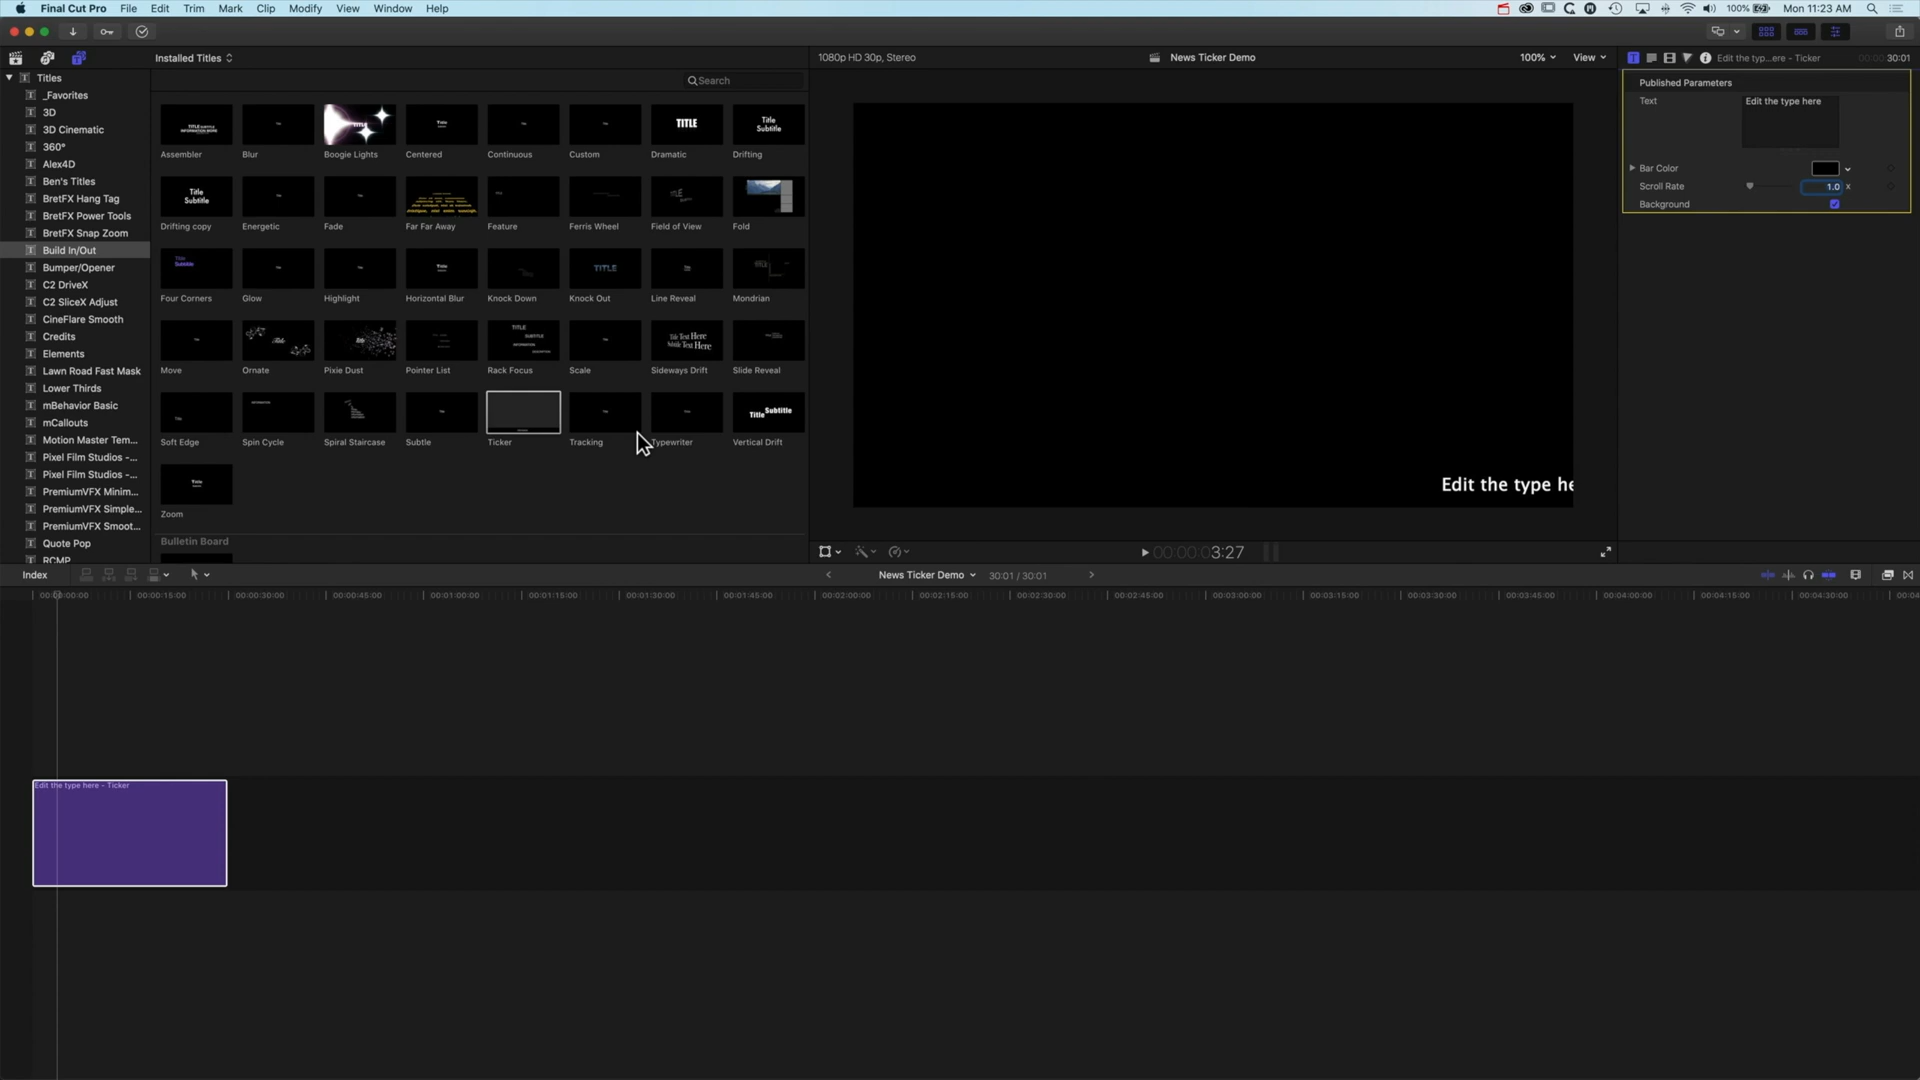 Final Cut Pro File Edit Trim Mark Clip Modify View Window Help 100% Mon 11:23 AM
Installed Titles 1080p HD 30p, Stereo News Ticker Demo 100% View Edit the typ...ere - Ticker 00:00:30:01
Titles
_Favorites
3D
3D Cinematic
360°
Alex4D
Ben's Titles
BretFX Hang Tag
BretFX Power Tools
BretFX Snap Zoom
Build In/Out
Bumper/Opener
C2 DriveX
C2 SliceX Adjust
CineFlare Smooth
Credits
Elements
Lawn Road Fast Mask
Lower Thirds
mBehavior Basic
mCallouts
Motion Master Tem...
Pixel Film Studios -...
Pixel Film Studios -...
PremiumVFX Minim...
PremiumVFX Simple...
PremiumVFX Smoot...
Quote Pop
RCMP
Search
TITLE
Title
Subtitle
Assembler Blur Boogie Lights Centered Continuous Custom Dramatic Drifting
Title
Subtitle
Drifting copy Energetic Fade Far Far Away Feature Ferris Wheel Field of View Fold
Title
Subtitle
TITLE
Four Corners Glow Highlight Horizontal Blur Knock Down Knock Out Line Reveal Mondrian
TITLE
SUBTITLE
Title Text Here
Subtitle Text Here
Move Ornate Pixie Dust Pointer List Rack Focus Scale Sideways Drift Slide Reveal
Title Subtitle
Soft Edge Spin Cycle Spiral Staircase Subtle Ticker Tracking Typewriter Vertical Drift
Title
Zoom
Bulletin Board
Edit the type he
00:00:03:27
Published Parameters
Text Edit the type here
Bar Color
Scroll Rate 1.0 x
Background
Index News Ticker Demo 30:01 / 30:01
00:00:00:00 00:00:15:00 00:00:30:00 00:00:45:00 00:01:00:00 00:01:15:00 00:01:30:00 00:01:45:00 00:02:00:00 00:02:15:00 00:02:30:00 00:02:45:00 00:03:00:00 00:03:15:00 00:03:30:00 00:03:45:00 00:04:00:00 00:04:15:00 00:04:30:00 00:04
Edit the type here - Ticker